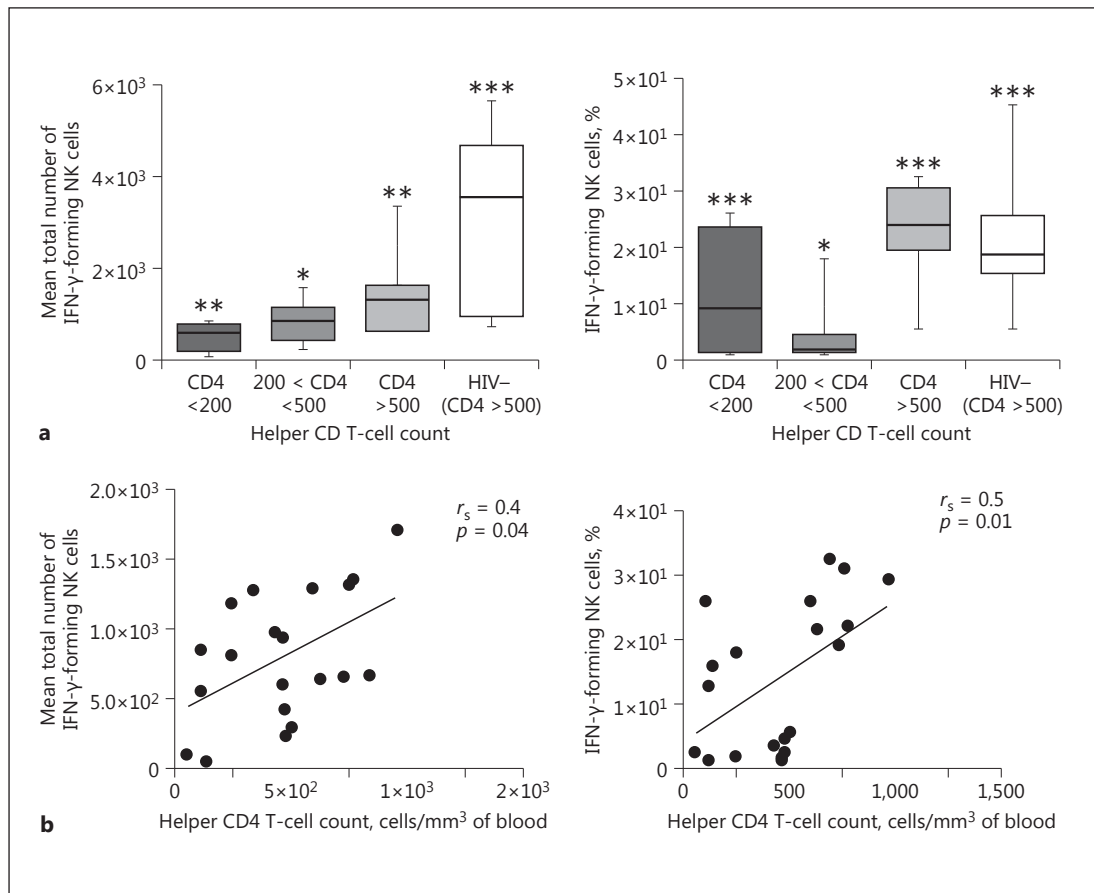 Mean total number of
IFN-γ-forming NK cells
6×10³
4×10³
2×10³
0
**
*
**
***
CD4
<200
200 < CD4
<500
CD4
>500
HIV–
(CD4 >500)
Helper CD T-cell count
IFN-γ-forming NK cells, %
5×10¹
4×10¹
3×10¹
2×10¹
1×10¹
0
***
*
***
***
CD4
<200
200 < CD4
<500
CD4
>500
HIV–
(CD4 >500)
Helper CD T-cell count
a
Mean total number of
IFN-γ-forming NK cells
2.0×10³
1.5×10³
1.0×10³
5.0×10²
0
rs = 0.4
p = 0.04
0
5×10²
1×10³
2×10³
Helper CD4 T-cell count, cells/mm³ of blood
IFN-γ-forming NK cells, %
4×10¹
3×10¹
2×10¹
1×10¹
0
rs = 0.5
p = 0.01
0
500
1,000
1,500
Helper CD4 T-cell count, cells/mm³ of blood
b